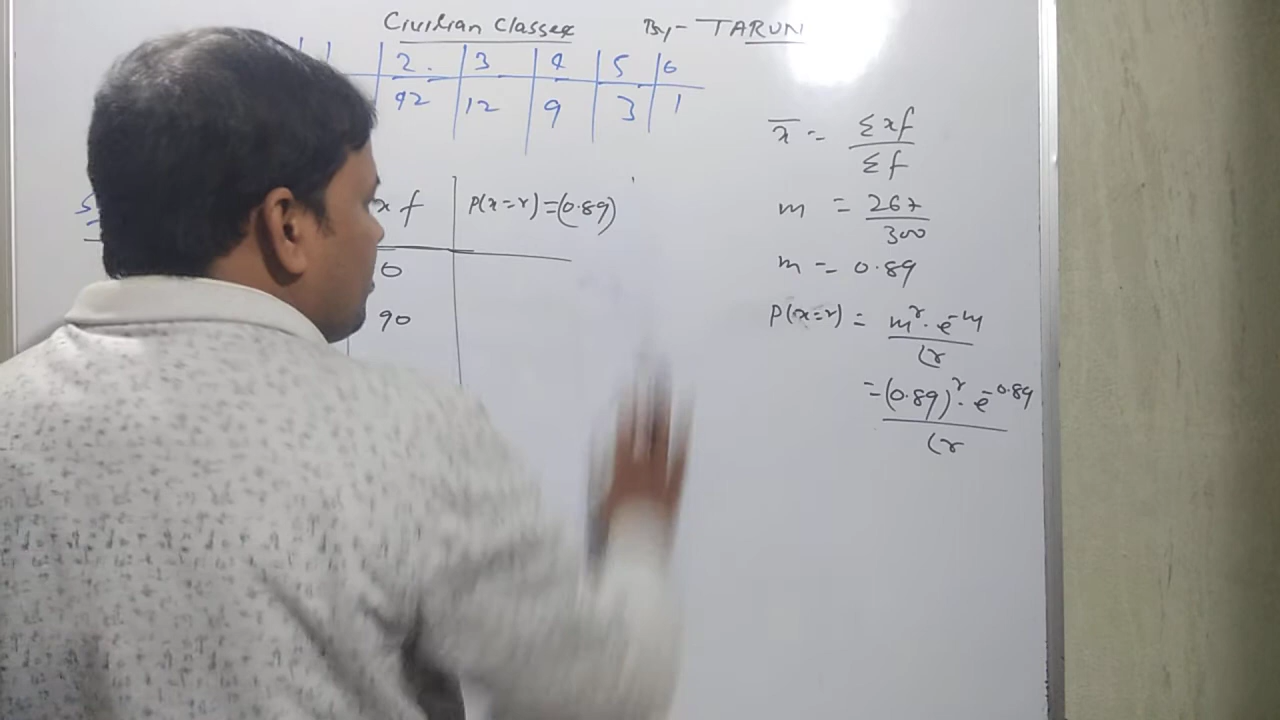 Civilian Classes By:- TARUN
2. 3 4 5 6
42 12 9 3 1
x̄ = Σxf / Σf
xf P(x=r)=(0.89)
m = 267 / 300
0
m = 0.89
90
P(x=r) = m^r · e^-m / ∟r
= (0.89)^r · e^-0.89 / ∟r